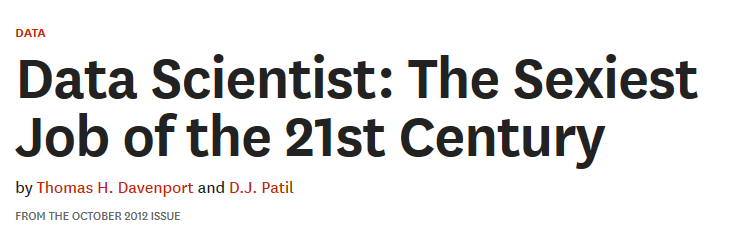 DATA
Data Scientist: The Sexiest
Job of the 21st Century
by Thomas H. Davenport and D.J. Patil
FROM THE OCTOBER 2012 ISSUE